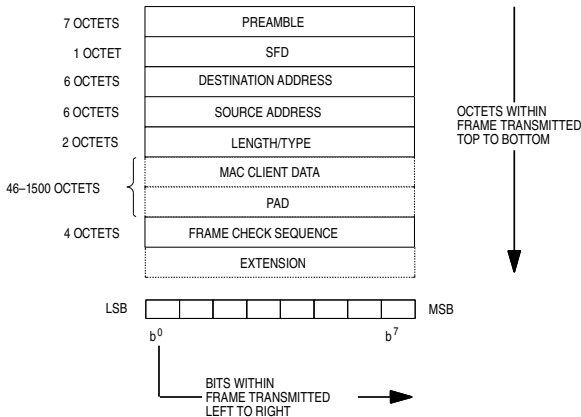 7 OCTETS PREAMBLE
1 OCTET SFD
6 OCTETS DESTINATION ADDRESS
6 OCTETS SOURCE ADDRESS
2 OCTETS LENGTH/TYPE
46–1500 OCTETS
MAC CLIENT DATA
PAD
4 OCTETS FRAME CHECK SEQUENCE
EXTENSION
OCTETS WITHIN
FRAME TRANSMITTED
TOP TO BOTTOM
LSB MSB
b0 b7
BITS WITHIN
FRAME TRANSMITTED
LEFT TO RIGHT